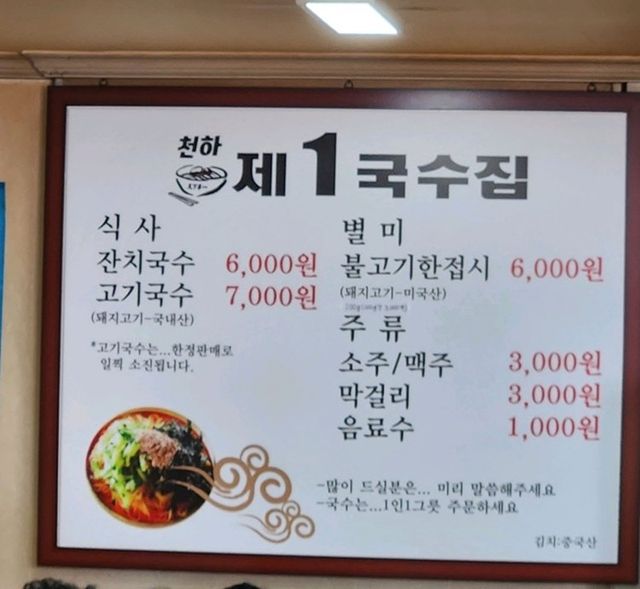 천하
제1국수집
식 사
잔치국수 6,000원
고기국수 7,000원
(돼지고기-국내산)
*고기국수는...한정판매로
일찍 소진됩니다.
별 미
불고기한접시 6,000원
(돼지고기-미국산)
주 류
소주/맥주 3,000원
막걸리 3,000원
음료수 1,000원
-많이 드실분은... 미리 말씀해주세요
-국수는...1인1그릇 주문하세요
김치:중국산